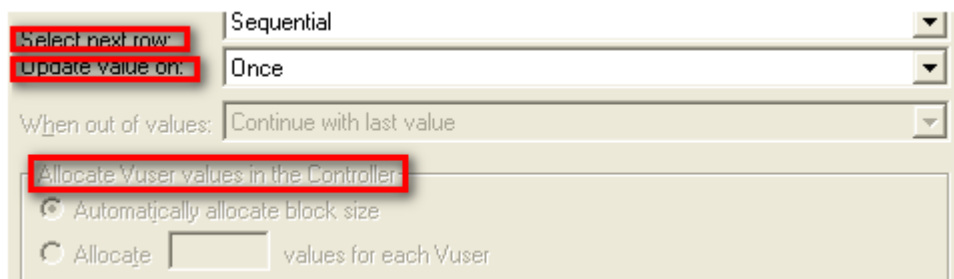 Select next row: Sequential
Update value on: Once
When out of values: Continue with last value
Allocate Vuser values in the Controller
Automatically allocate block size
Allocate values for each Vuser